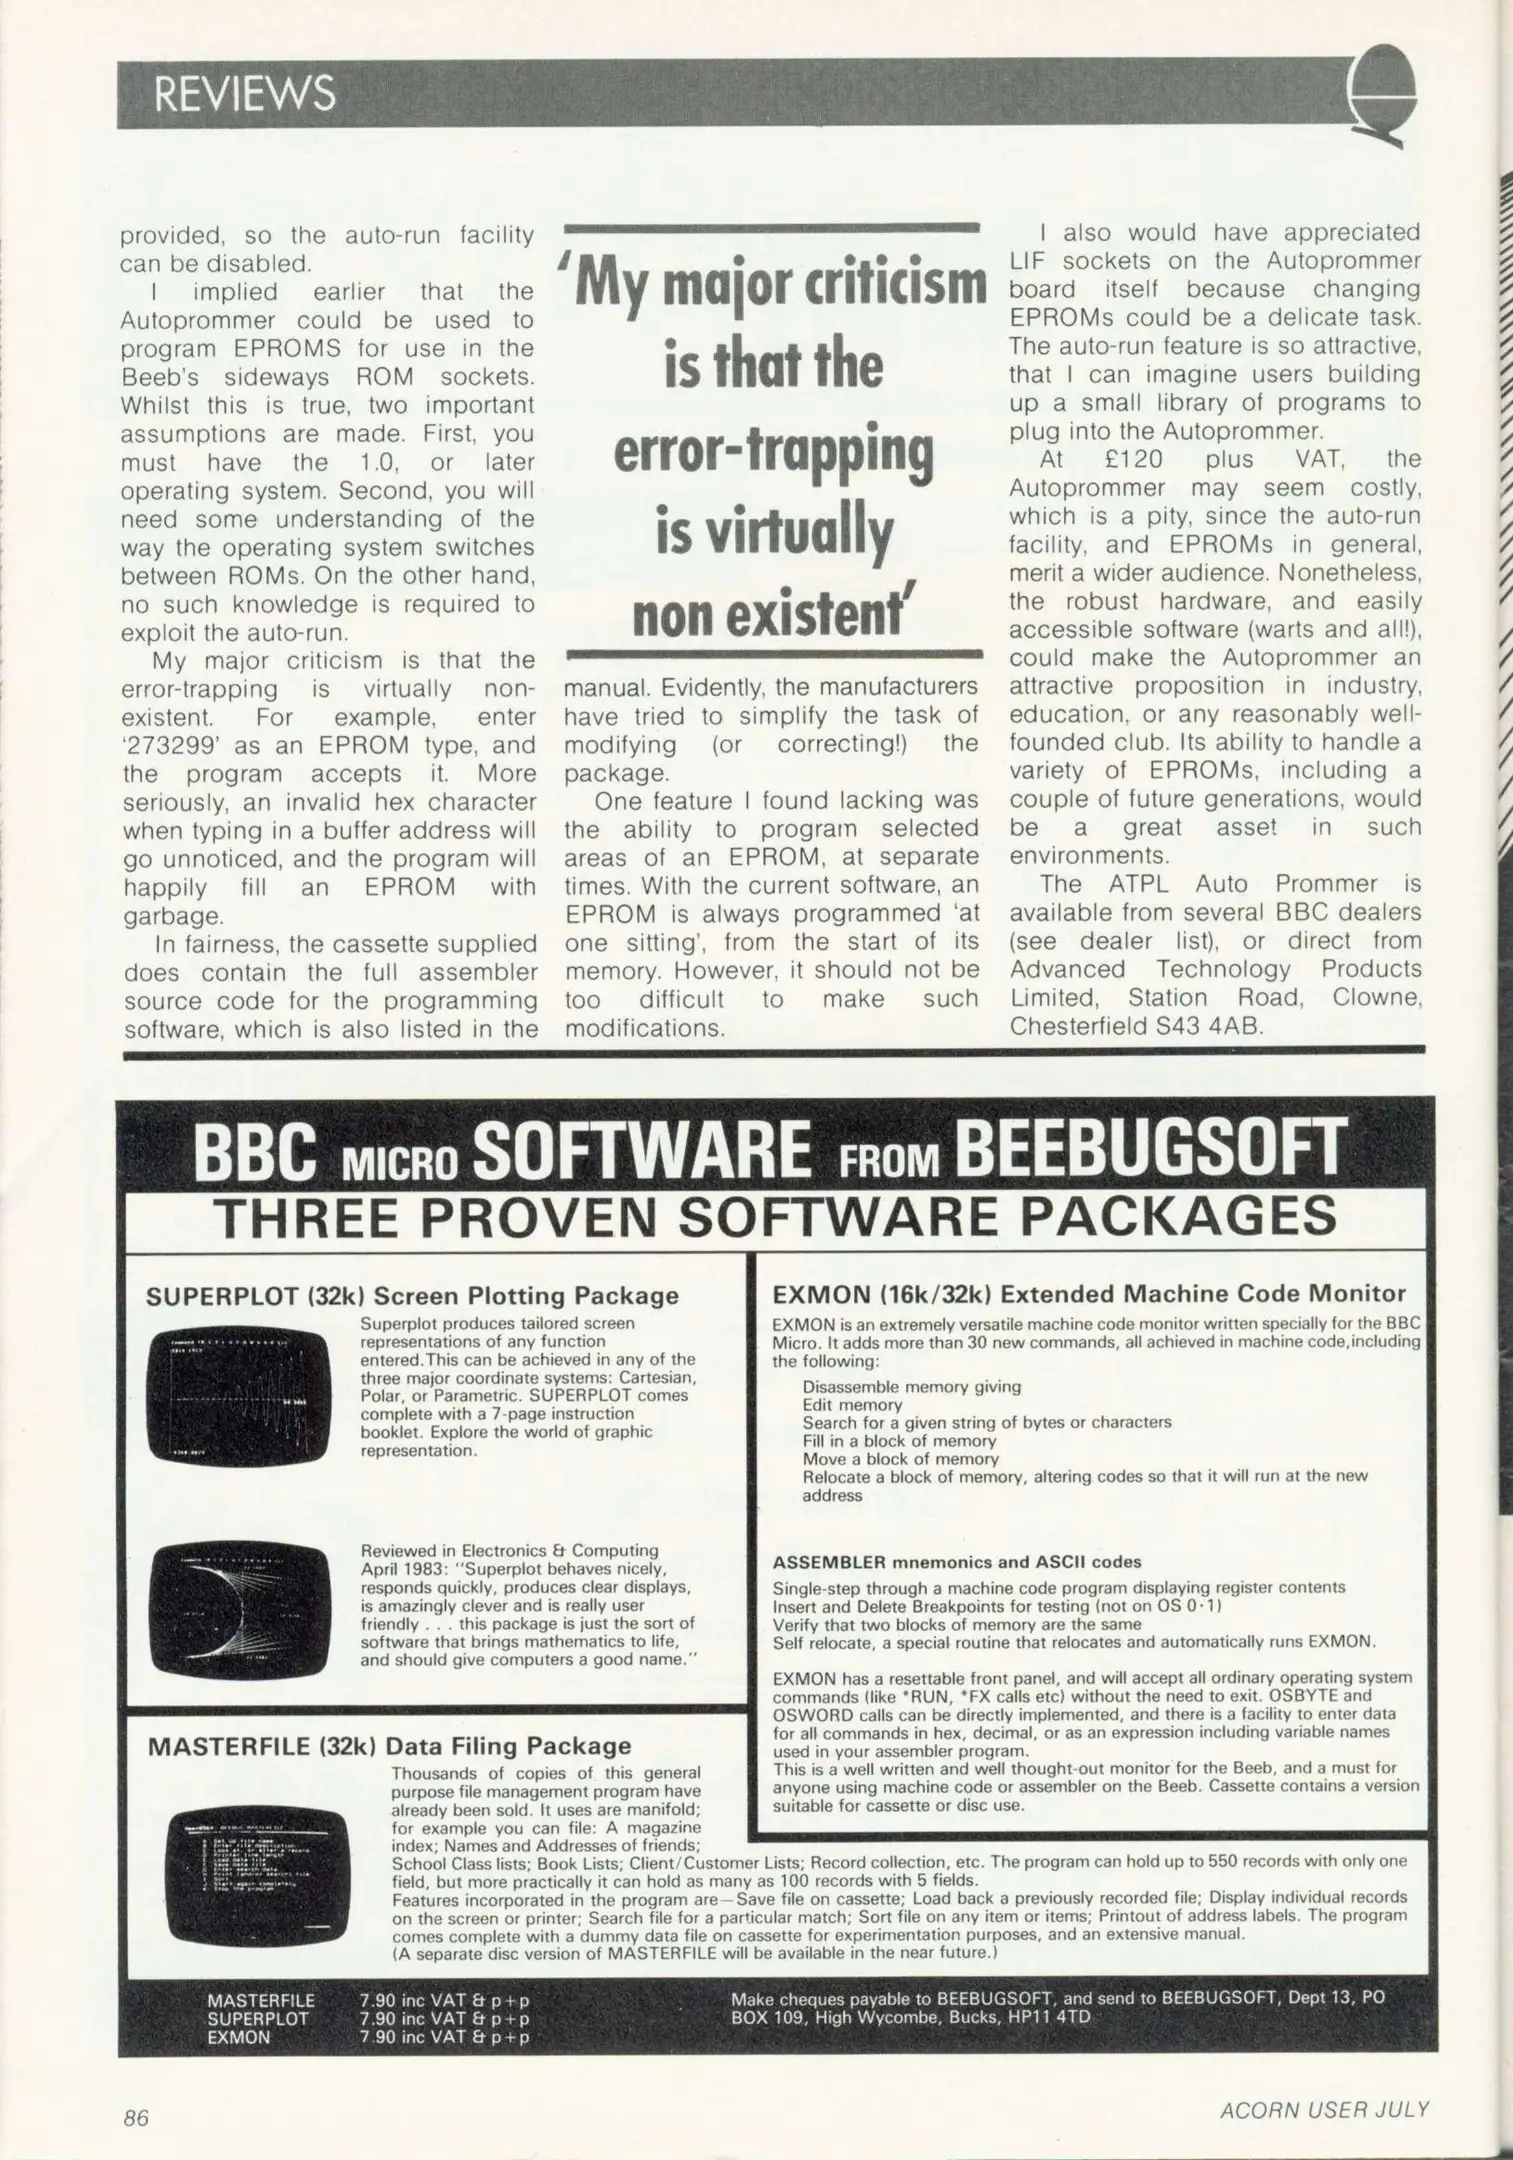 REVIEWS
provided, so the auto-run facility
can be disabled.
I implied earlier that the
Autoprommer could be used to
program EPROMS for use in the
Beeb's sideways ROM sockets.
Whilst this is true, two important
assumptions are made. First, you
must have the 1.0, or later
operating system. Second, you will
need some understanding of the
way the operating system switches
between ROMs. On the other hand,
no such knowledge is required to
exploit the auto-run.
My major criticism is that the
error-trapping is virtually non-
existent. For example, enter
'273299' as an EPROM type, and
the program accepts it. More
seriously, an invalid hex character
when typing in a buffer address will
go unnoticed, and the program will
happily fill an EPROM with
garbage.
In fairness, the cassette supplied
does contain the full assembler
source code for the programming
software, which is also listed in the
'My major criticism
is that the
error-trapping
is virtually
non existent'
manual. Evidently, the manufacturers
have tried to simplify the task of
modifying (or correcting!) the
package.
One feature I found lacking was
the ability to program selected
areas of an EPROM, at separate
times. With the current software, an
EPROM is always programmed 'at
one sitting', from the start of its
memory. However, it should not be
too difficult to make such
modifications.
I also would have appreciated
LIF sockets on the Autoprommer
board itself because changing
EPROMs could be a delicate task.
The auto-run feature is so attractive,
that I can imagine users building
up a small library of programs to
plug into the Autoprommer.
At £120 plus VAT, the
Autoprommer may seem costly,
which is a pity, since the auto-run
facility, and EPROMs in general,
merit a wider audience. Nonetheless,
the robust hardware, and easily
accessible software (warts and all!),
could make the Autoprommer an
attractive proposition in industry,
education, or any reasonably well-
founded club. Its ability to handle a
variety of EPROMs, including a
couple of future generations, would
be a great asset in such
environments.
The ATPL Auto Prommer is
available from several BBC dealers
(see dealer list), or direct from
Advanced Technology Products
Limited, Station Road, Clowne,
Chesterfield S43 4AB.
BBC MICRO SOFTWARE FROM BEEBUGSOFT
THREE PROVEN SOFTWARE PACKAGES
SUPERPLOT (32k) Screen Plotting Package
Superplot produces tailored screen
representations of any function
entered.This can be achieved in any of the
three major coordinate systems: Cartesian,
Polar, or Parametric. SUPERPLOT comes
complete with a 7-page instruction
booklet. Explore the world of graphic
representation.
Reviewed in Electronics & Computing
April 1983: "Superplot behaves nicely,
responds quickly, produces clear displays,
is amazingly clever and is really user
friendly . . . this package is just the sort of
software that brings mathematics to life,
and should give computers a good name."
EXMON (16k/32k) Extended Machine Code Monitor
EXMON is an extremely versatile machine code monitor written specially for the BBC
Micro. It adds more than 30 new commands, all achieved in machine code,including
the following:
Disassemble memory giving
Edit memory
Search for a given string of bytes or characters
Fill in a block of memory
Move a block of memory
Relocate a block of memory, altering codes so that it will run at the new
address
ASSEMBLER mnemonics and ASCII codes
Single-step through a machine code program displaying register contents
Insert and Delete Breakpoints for testing (not on OS 0·1)
Verify that two blocks of memory are the same
Self relocate, a special routine that relocates and automatically runs EXMON.
EXMON has a resettable front panel, and will accept all ordinary operating system
commands (like *RUN, *FX calls etc) without the need to exit. OSBYTE and
OSWORD calls can be directly implemented, and there is a facility to enter data
for all commands in hex, decimal, or as an expression including variable names
used in your assembler program.
This is a well written and well thought-out monitor for the Beeb, and a must for
anyone using machine code or assembler on the Beeb. Cassette contains a version
suitable for cassette or disc use.
MASTERFILE (32k) Data Filing Package
Thousands of copies of this general
purpose file management program have
already been sold. It uses are manifold;
for example you can file: A magazine
index; Names and Addresses of friends;
School Class lists; Book Lists; Client/Customer Lists; Record collection, etc. The program can hold up to 550 records with only one
field, but more practically it can hold as many as 100 records with 5 fields.
Features incorporated in the program are—Save file on cassette; Load back a previously recorded file; Display individual records
on the screen or printer; Search file for a particular match; Sort file on any item or items; Printout of address labels. The program
comes complete with a dummy data file on cassette for experimentation purposes, and an extensive manual.
(A separate disc version of MASTERFILE will be available in the near future.)
MASTERFILE 7.90 inc VAT & p+p
SUPERPLOT 7.90 inc VAT & p+p
EXMON 7.90 inc VAT & p+p
Make cheques payable to BEEBUGSOFT, and send to BEEBUGSOFT, Dept 13, PO
BOX 109, High Wycombe, Bucks, HP11 4TD
86
ACORN USER JULY